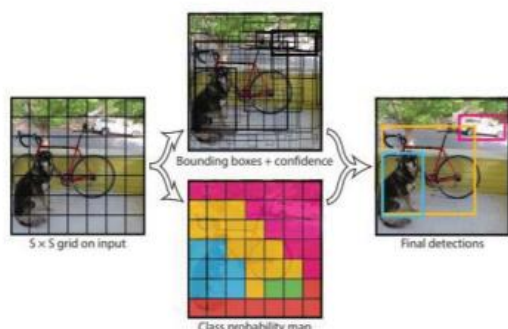 Bounding boxes + confidence
S × S grid on input
Final detections
Class probability map